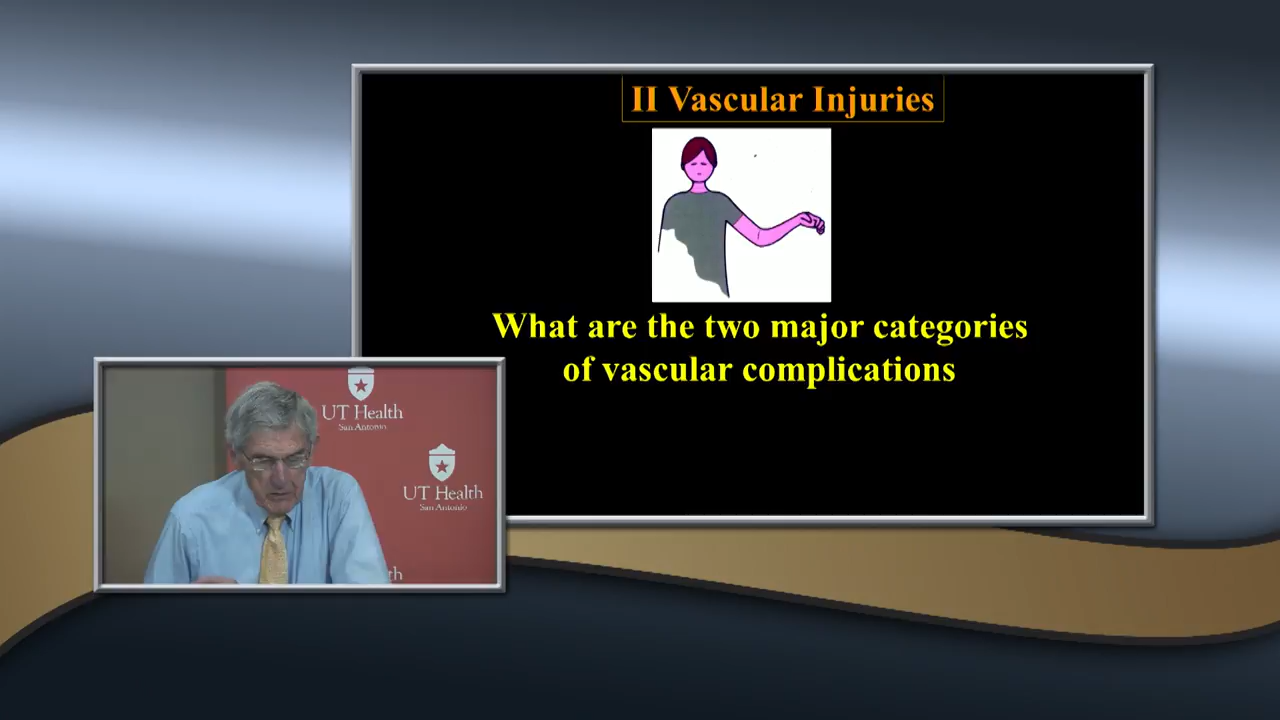 II Vascular Injuries
What are the two major categories
of vascular complications
UT Health
San Antonio
UT Health
San Antonio
th